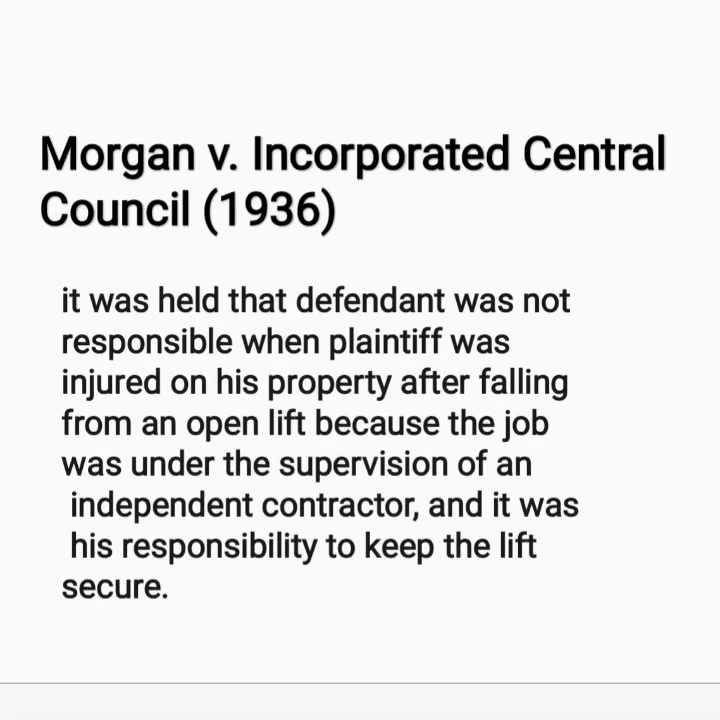 Morgan v. Incorporated Central
Council (1936)
it was held that defendant was not
responsible when plaintiff was
injured on his property after falling
from an open lift because the job
was under the supervision of an
independent contractor, and it was
his responsibility to keep the lift
secure.